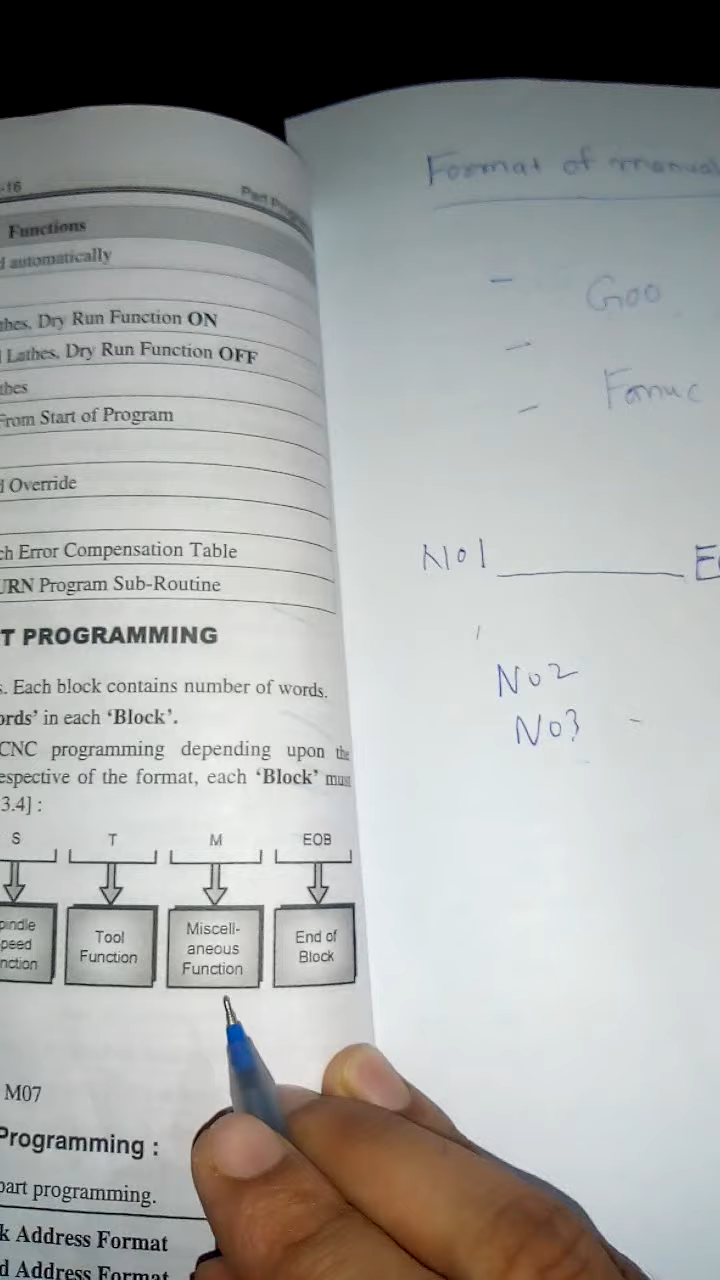 -16
Functions
d automatically
thes, Dry Run Function ON
l Lathes, Dry Run Function OFF
thes
From Start of Program
d Override
ch Error Compensation Table
URN Program Sub-Routine
T PROGRAMMING
s. Each block contains number of words.
ords' in each 'Block'.
CNC programming depending upon the
espective of the format, each 'Block' must
3.4] :
S T M EOB
pindle
peed
nction
Tool
Function
Miscell-
aneous
Function
End of
Block
M07
Programming :
part programming.
k Address Format
d Address Format
Format of manual
- G00
-
- Fanuc
N01 E
N02
N03 -